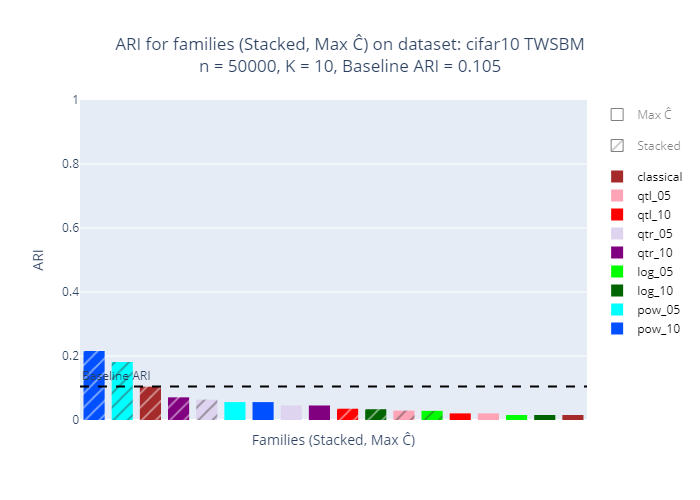 ARI for families (Stacked, Max Ĉ) on dataset: cifar10 TWSBM
n = 50000, K = 10, Baseline ARI = 0.105
1
0.8
0.6
0.4
0.2
0
ARI
Baseline ARI
Families (Stacked, Max Ĉ)
Max Ĉ
Stacked
classical
qtl_05
qtl_10
qtr_05
qtr_10
log_05
log_10
pow_05
pow_10